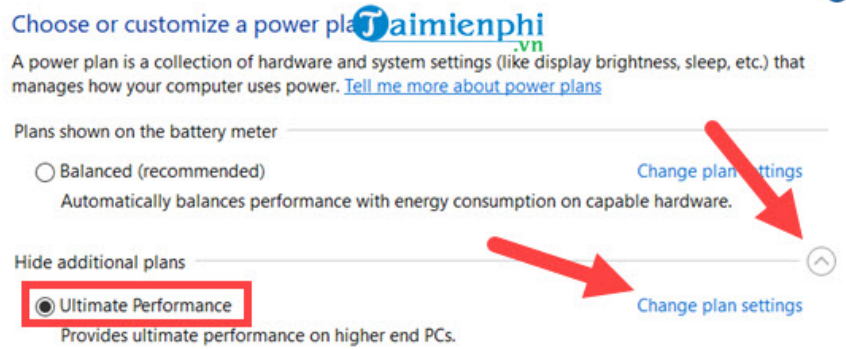 Choose or customize a power pla
Taimienphi
.vn
A power plan is a collection of hardware and system settings (like display brightness, sleep, etc.) that
manages how your computer uses power. Tell me more about power plans
Plans shown on the battery meter
Balanced (recommended) Change plan settings
Automatically balances performance with energy consumption on capable hardware.
Hide additional plans
Ultimate Performance Change plan settings
Provides ultimate performance on higher end PCs.